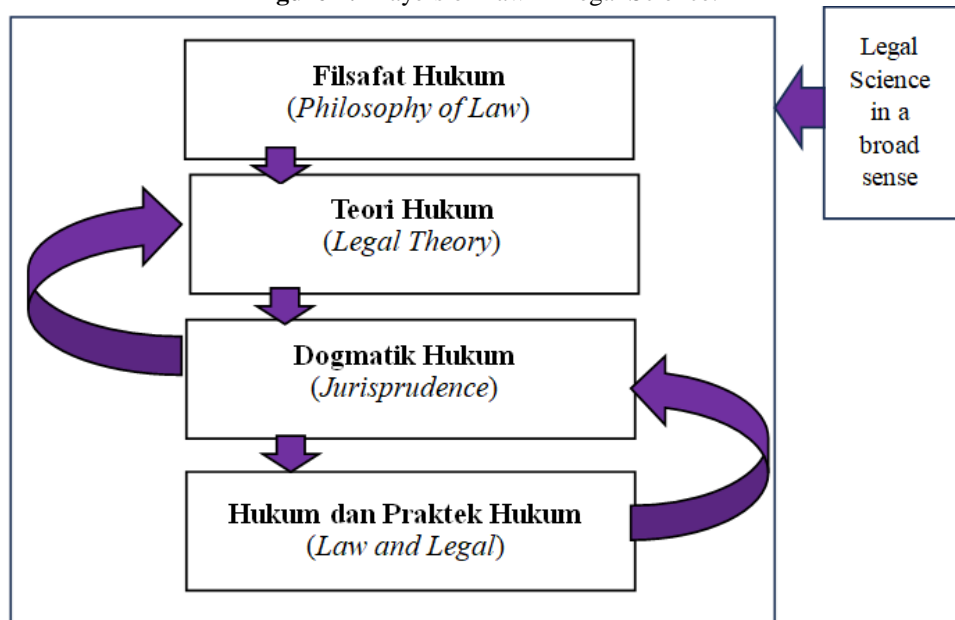 Filsafat Hukum
(Philosophy of Law)
Teori Hukum
(Legal Theory)
Dogmatik Hukum
(Jurisprudence)
Hukum dan Praktek Hukum
(Law and Legal)
Legal
Science
in a
broad
sense